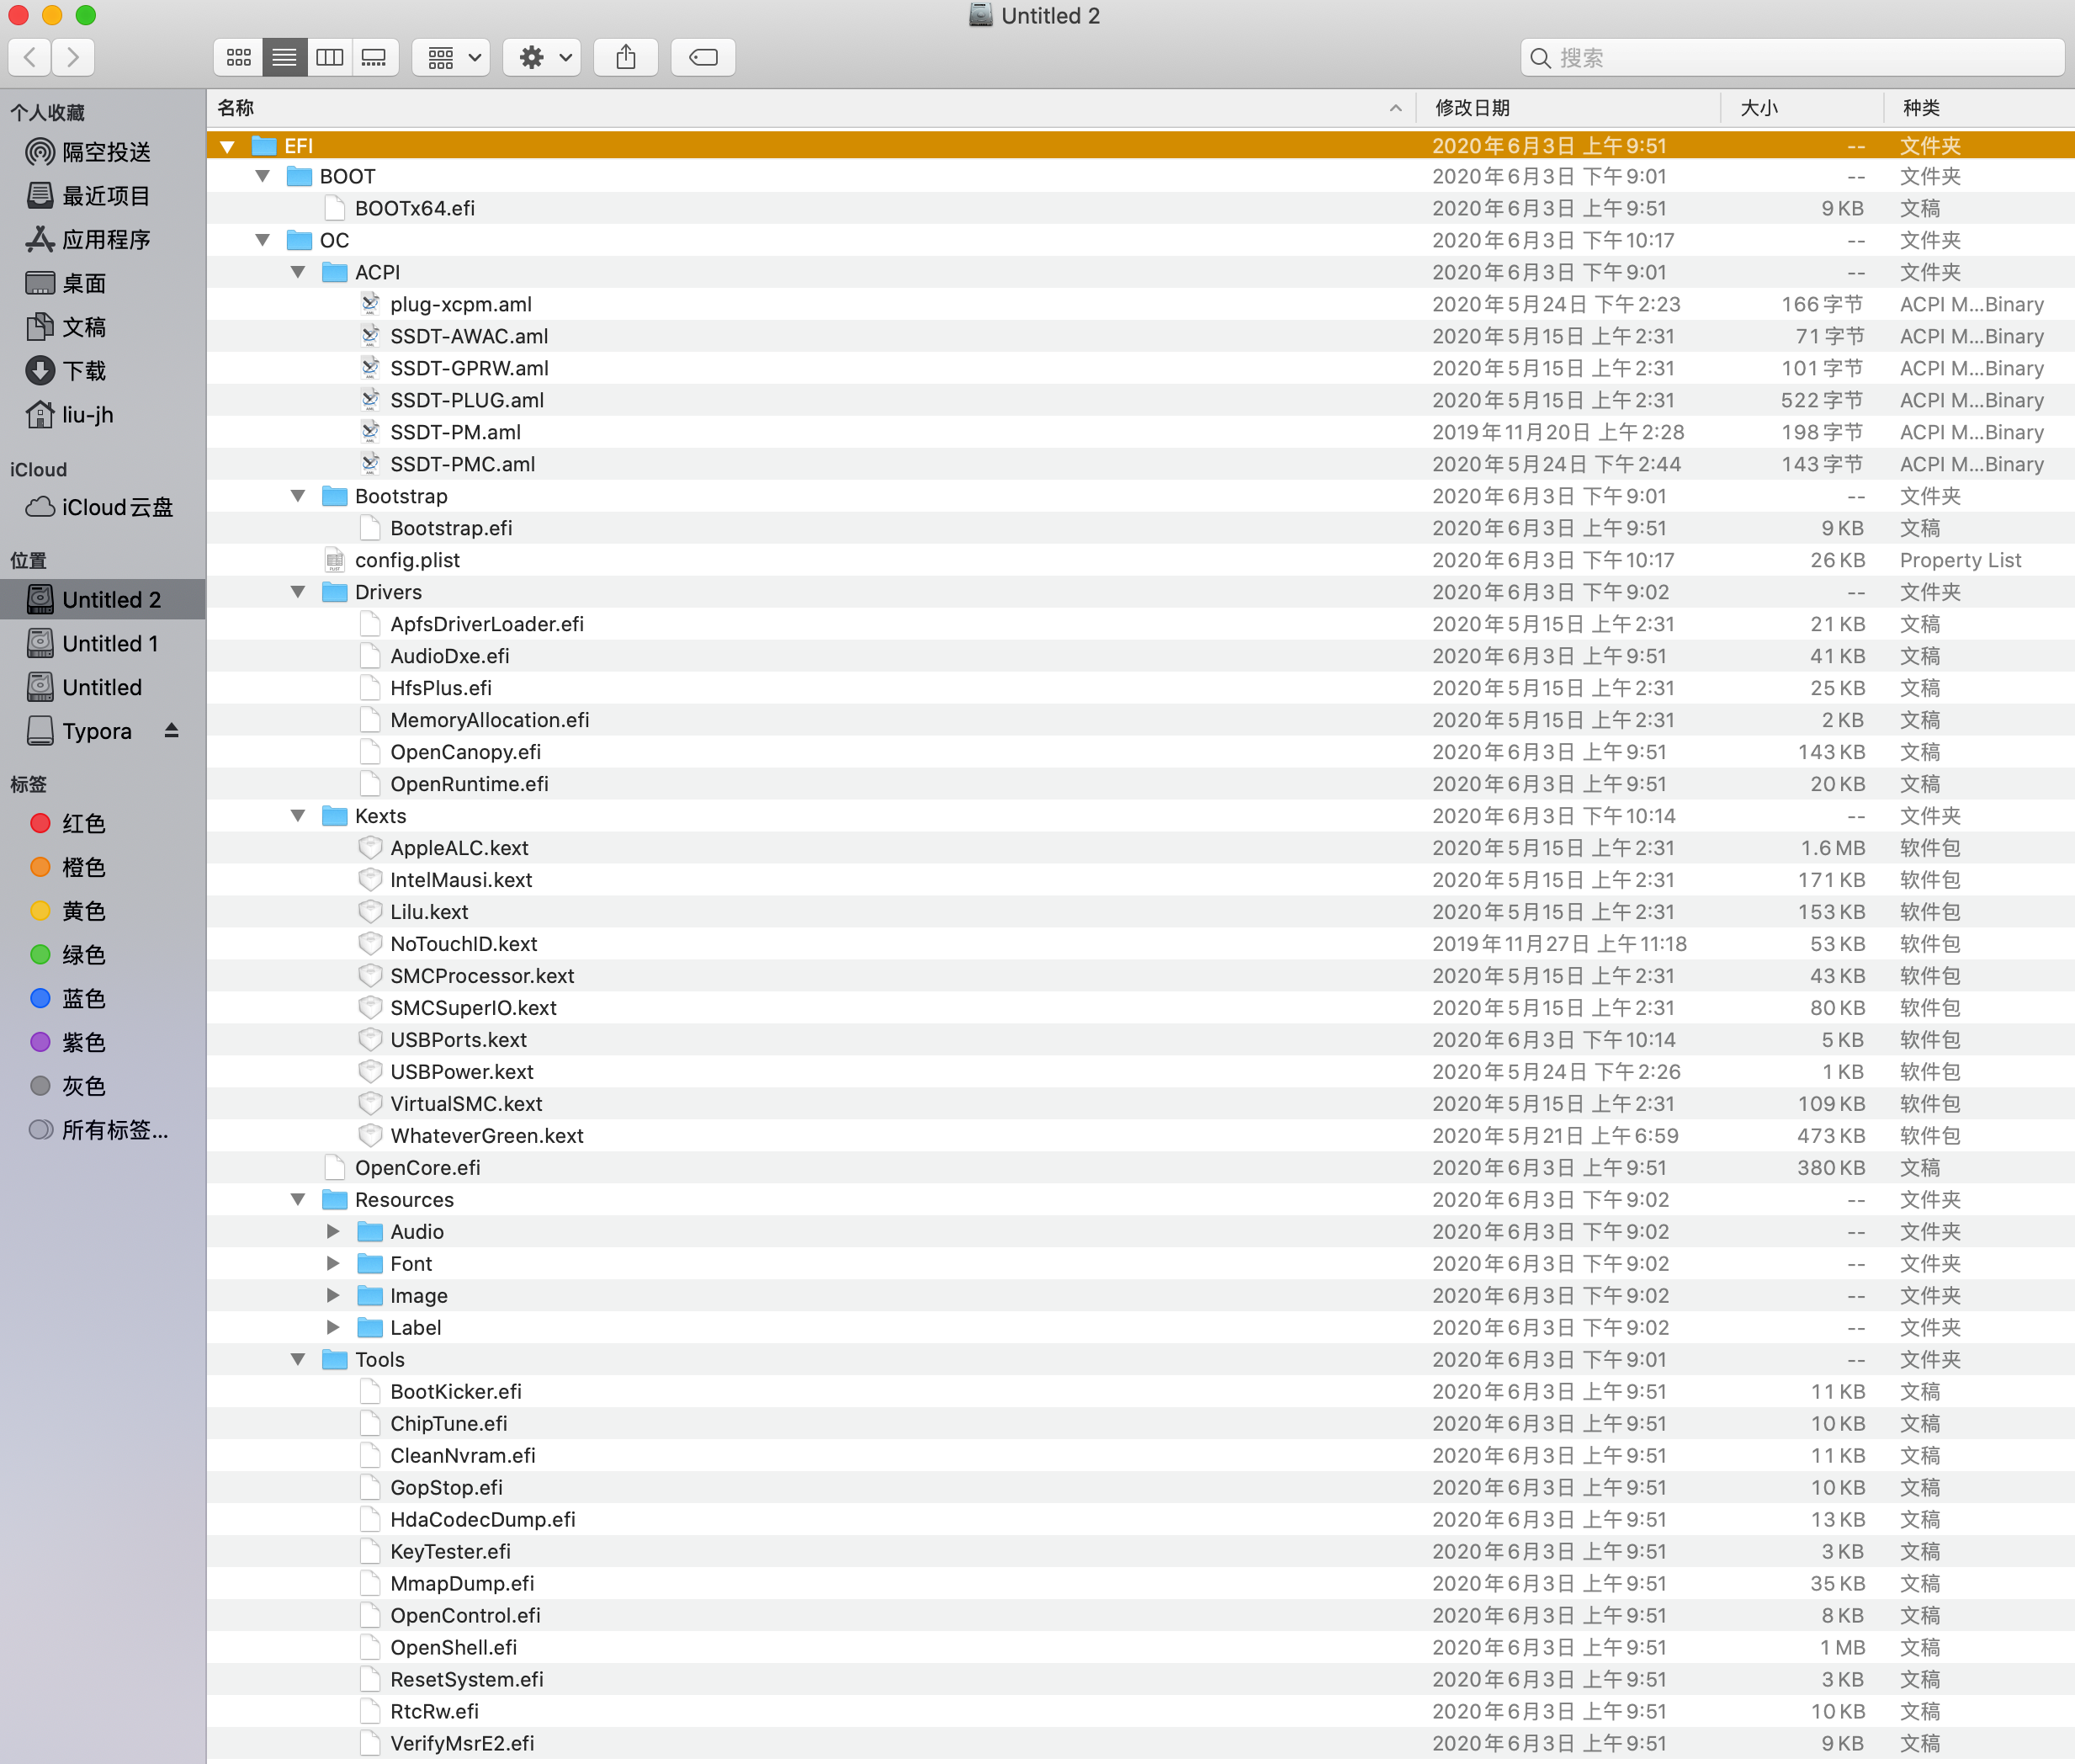 Untitled 2
搜索
个人收藏
隔空投送
最近项目
应用程序
桌面
文稿
下载
liu-jh
iCloud
iCloud云盘
位置
Untitled 2
Untitled 1
Untitled
Typora
标签
红色
橙色
黄色
绿色
蓝色
紫色
灰色
所有标签...
名称 修改日期 大小 种类
EFI 2020年6月3日 上午9:51 -- 文件夹
BOOT 2020年6月3日 下午9:01 -- 文件夹
BOOTx64.efi 2020年6月3日 上午9:51 9 KB 文稿
OC 2020年6月3日 下午10:17 -- 文件夹
ACPI 2020年6月3日 下午9:01 -- 文件夹
plug-xcpm.aml 2020年5月24日 下午2:23 166字节 ACPI M...Binary
SSDT-AWAC.aml 2020年5月15日 上午2:31 71字节 ACPI M...Binary
SSDT-GPRW.aml 2020年5月15日 上午2:31 101字节 ACPI M...Binary
SSDT-PLUG.aml 2020年5月15日 上午2:31 522字节 ACPI M...Binary
SSDT-PM.aml 2019年11月20日 上午2:28 198字节 ACPI M...Binary
SSDT-PMC.aml 2020年5月24日 下午2:44 143字节 ACPI M...Binary
Bootstrap 2020年6月3日 下午9:01 -- 文件夹
Bootstrap.efi 2020年6月3日 上午9:51 9 KB 文稿
config.plist 2020年6月3日 下午10:17 26 KB Property List
Drivers 2020年6月3日 下午9:02 -- 文件夹
ApfsDriverLoader.efi 2020年5月15日 上午2:31 21 KB 文稿
AudioDxe.efi 2020年6月3日 上午9:51 41 KB 文稿
HfsPlus.efi 2020年5月15日 上午2:31 25 KB 文稿
MemoryAllocation.efi 2020年5月15日 上午2:31 2 KB 文稿
OpenCanopy.efi 2020年6月3日 上午9:51 143 KB 文稿
OpenRuntime.efi 2020年6月3日 上午9:51 20 KB 文稿
Kexts 2020年6月3日 下午10:14 -- 文件夹
AppleALC.kext 2020年5月15日 上午2:31 1.6 MB 软件包
IntelMausi.kext 2020年5月15日 上午2:31 171 KB 软件包
Lilu.kext 2020年5月15日 上午2:31 153 KB 软件包
NoTouchID.kext 2019年11月27日 上午11:18 53 KB 软件包
SMCProcessor.kext 2020年5月15日 上午2:31 43 KB 软件包
SMCSuperIO.kext 2020年5月15日 上午2:31 80 KB 软件包
USBPorts.kext 2020年6月3日 下午10:14 5 KB 软件包
USBPower.kext 2020年5月24日 下午2:26 1 KB 软件包
VirtualSMC.kext 2020年5月15日 上午2:31 109 KB 软件包
WhateverGreen.kext 2020年5月21日 上午6:59 473 KB 软件包
OpenCore.efi 2020年6月3日 上午9:51 380 KB 文稿
Resources 2020年6月3日 下午9:02 -- 文件夹
Audio 2020年6月3日 下午9:02 -- 文件夹
Font 2020年6月3日 下午9:02 -- 文件夹
Image 2020年6月3日 下午9:02 -- 文件夹
Label 2020年6月3日 下午9:02 -- 文件夹
Tools 2020年6月3日 下午9:01 -- 文件夹
BootKicker.efi 2020年6月3日 上午9:51 11 KB 文稿
ChipTune.efi 2020年6月3日 上午9:51 10 KB 文稿
CleanNvram.efi 2020年6月3日 上午9:51 11 KB 文稿
GopStop.efi 2020年6月3日 上午9:51 10 KB 文稿
HdaCodecDump.efi 2020年6月3日 上午9:51 13 KB 文稿
KeyTester.efi 2020年6月3日 上午9:51 3 KB 文稿
MmapDump.efi 2020年6月3日 上午9:51 35 KB 文稿
OpenControl.efi 2020年6月3日 上午9:51 8 KB 文稿
OpenShell.efi 2020年6月3日 上午9:51 1 MB 文稿
ResetSystem.efi 2020年6月3日 上午9:51 3 KB 文稿
RtcRw.efi 2020年6月3日 上午9:51 10 KB 文稿
VerifyMsrE2.efi 2020年6月3日 上午9:51 9 KB 文稿